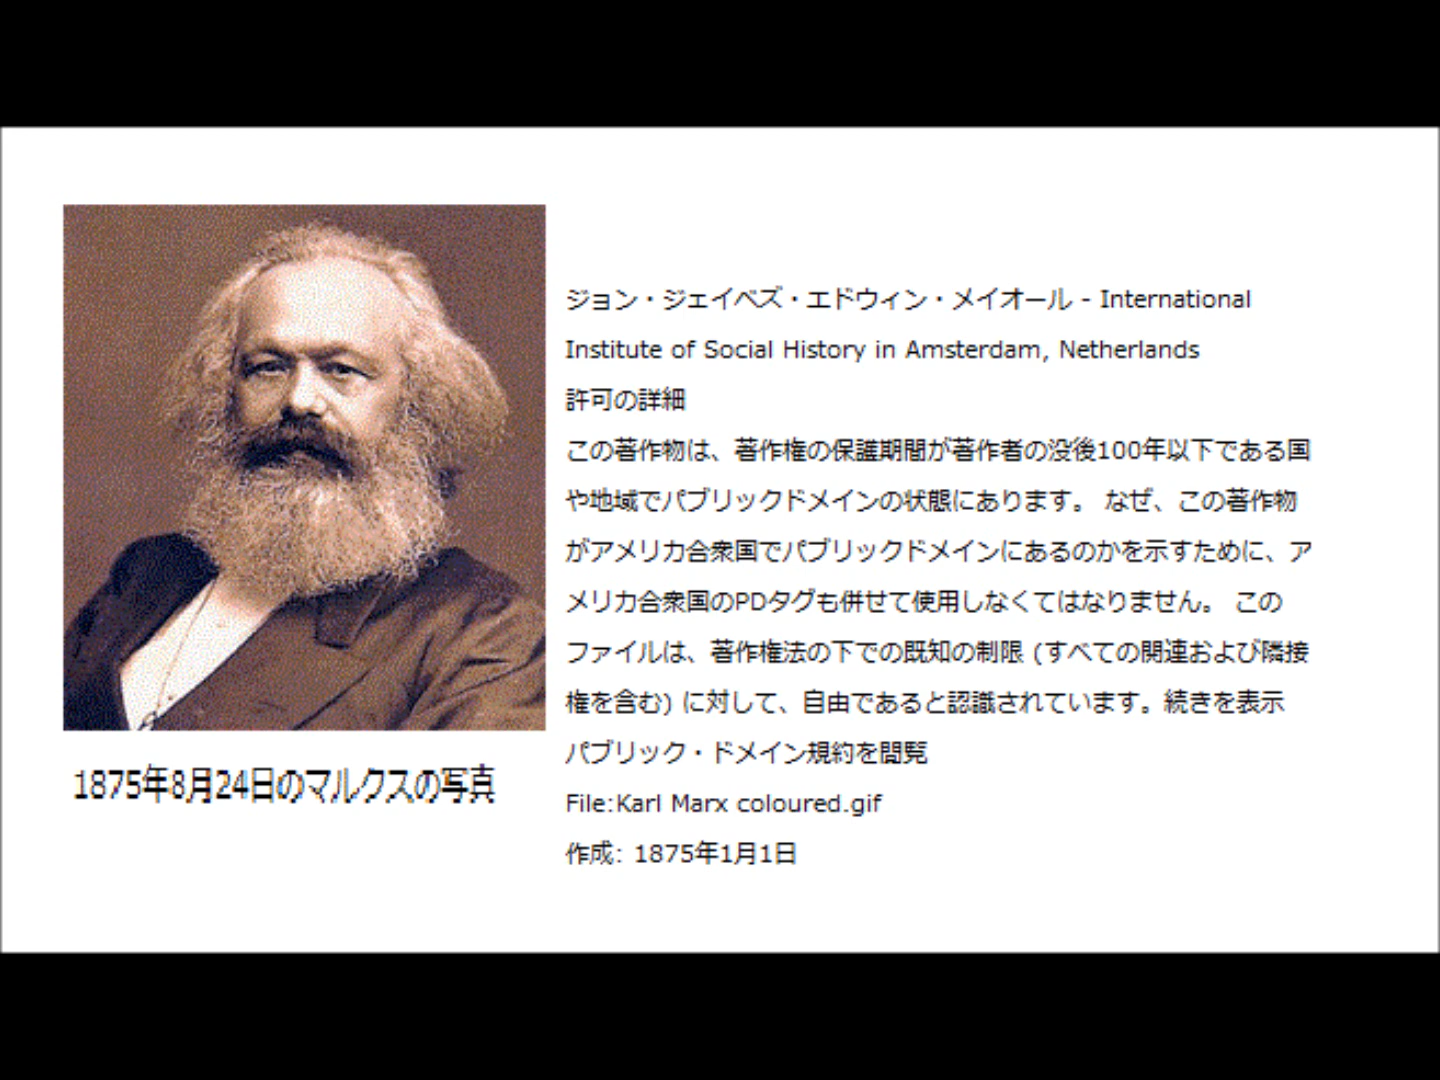 ジョン・ジェイベズ・エドウィン・メイオール - International
Institute of Social History in Amsterdam, Netherlands
許可の詳細
この著作物は、著作権の保護期間が著作者の没後100年以下である国
や地域でパブリックドメインの状態にあります。 なぜ、この著作物
がアメリカ合衆国でパブリックドメインにあるのかを示すために、ア
メリカ合衆国のPDタグも併せて使用しなくてはなりません。 この
ファイルは、著作権法の下での既知の制限 (すべての関連および隣接
権を含む) に対して、自由であると認識されています。続きを表示
パブリック・ドメイン規約を閲覧
File:Karl Marx coloured.gif
作成: 1875年1月1日
1875年8月24日のマルクスの写真